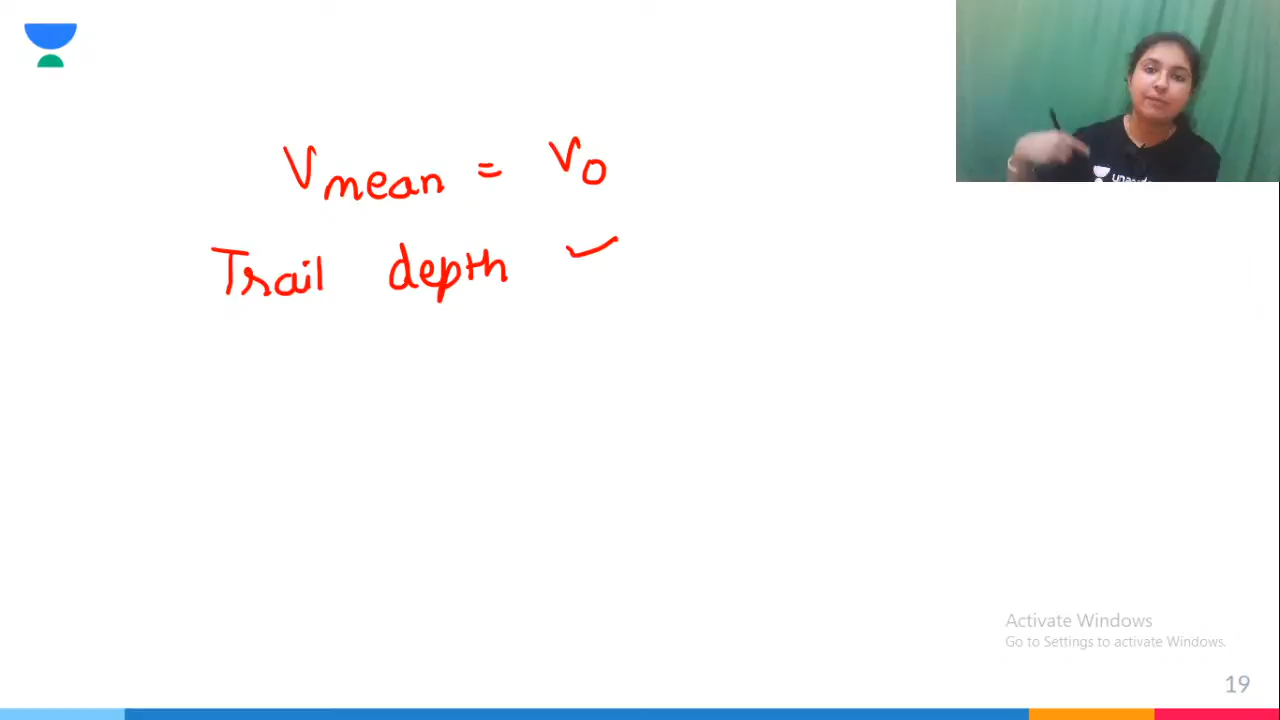 Vmean = V0
Trail depth ✓
Activate Windows
Go to Settings to activate Windows.
19